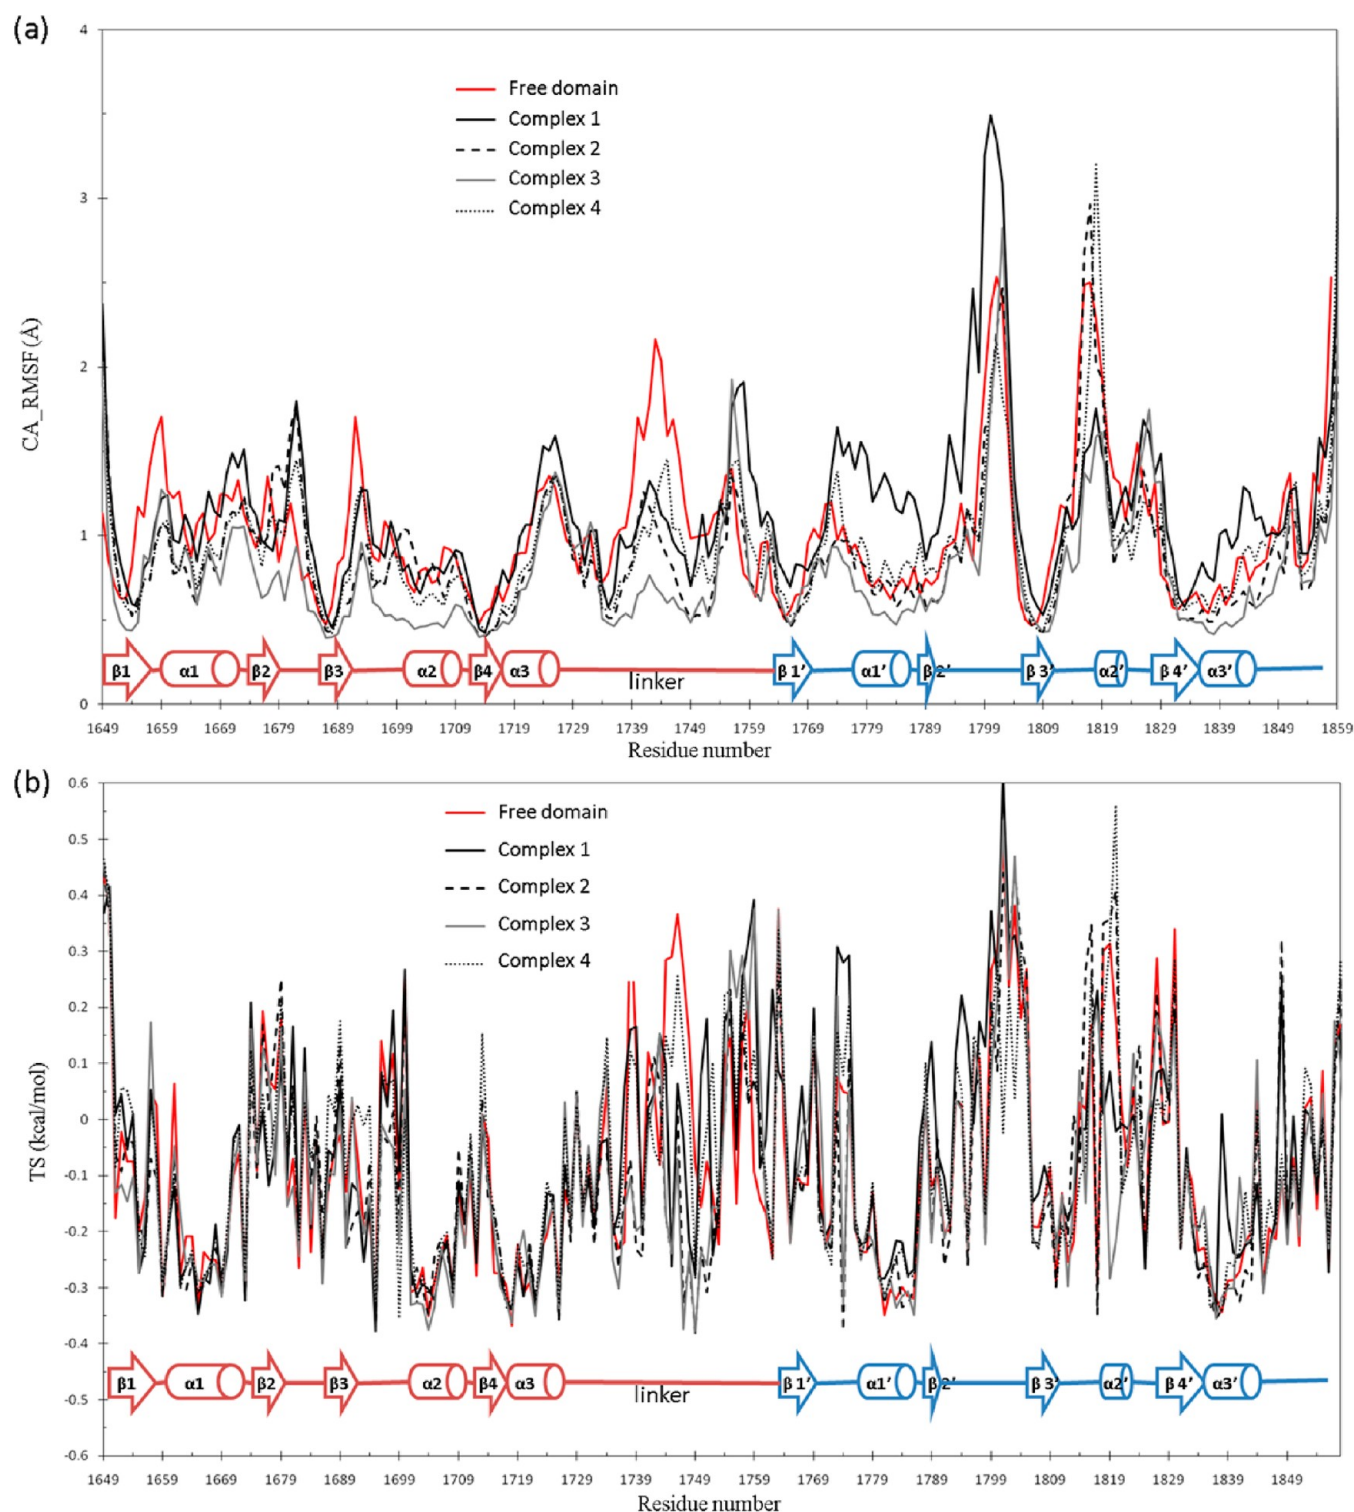 (a)
4
3
2
1
0
CA_RMSF (Å)
Free domain
Complex 1
Complex 2
Complex 3
Complex 4
β1 α1 β2 β3 α2 β4 α3 linker β 1’ α1’ β 2’ β 3’ α2’ β 4’ α3’
1649 1659 1669 1679 1689 1699 1709 1719 1729 1739 1749 1759 1769 1779 1789 1799 1809 1819 1829 1839 1849 1859
Residue number
(b)
0.6
0.5
0.4
0.3
0.2
0.1
0
-0.1
-0.2
-0.3
-0.4
-0.5
-0.6
TS (kcal/mol)
Free domain
Complex 1
Complex 2
Complex 3
Complex 4
β1 α1 β2 β3 α2 β4 α3 linker β 1’ α1’ β 2’ β 3’ α2’ β 4’ α3’
1649 1659 1669 1679 1689 1699 1709 1719 1729 1739 1749 1759 1769 1779 1789 1799 1809 1819 1829 1839 1849
Residue number